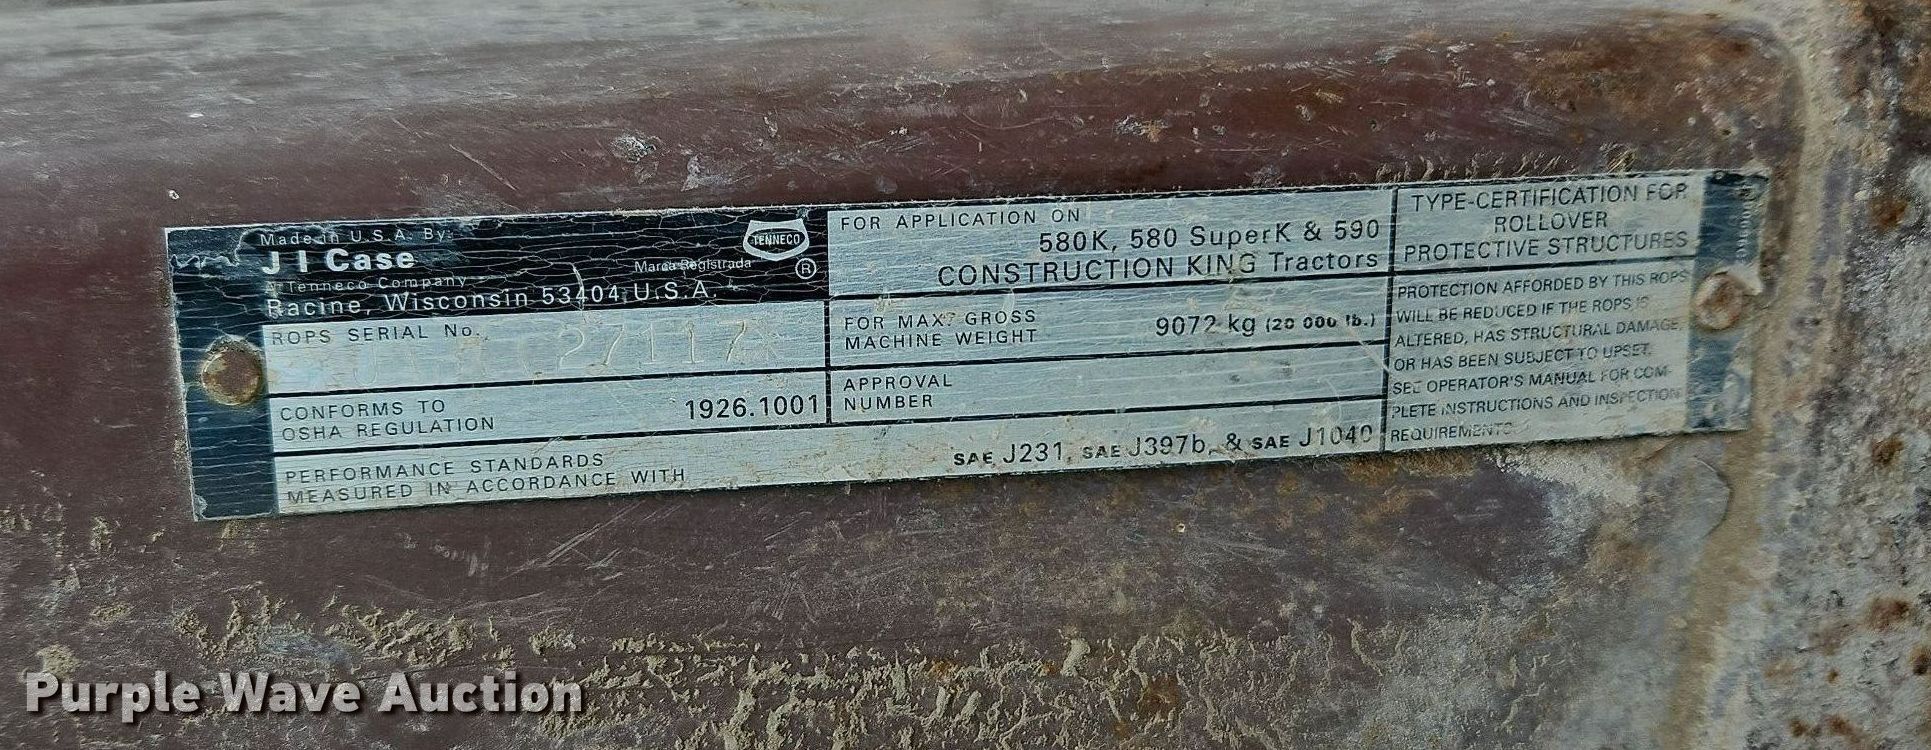 Made in U.S.A. By:
J I Case
A Tenneco Company
Racine, Wisconsin 53404 U.S.A.
TENNECO
Marca Registrada ®
ROPS SERIAL No.
CONFORMS TO
OSHA REGULATION 1926.1001
PERFORMANCE STANDARDS
MEASURED IN ACCORDANCE WITH
SAE J231, SAE J397b, & SAE J1040
FOR APPLICATION ON
580K, 580 SuperK & 590
CONSTRUCTION KING Tractors
FOR MAX. GROSS
MACHINE WEIGHT 9072 kg (20 000 lb.)
APPROVAL
NUMBER
TYPE-CERTIFICATION FOR
ROLLOVER
PROTECTIVE STRUCTURES
PROTECTION AFFORDED BY THIS ROPS
WILL BE REDUCED IF THE ROPS IS
ALTERED, HAS STRUCTURAL DAMAGE,
OR HAS BEEN SUBJECT TO UPSET.
SEE OPERATOR'S MANUAL FOR COM-
PLETE INSTRUCTIONS AND INSPECTION
REQUIREMENTS
Purple Wave Auction